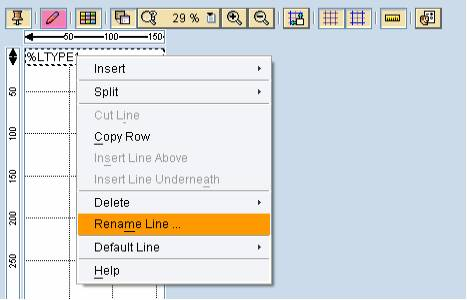 29 %
50 100 150
%LTYPE1
50
100
150
200
250
Insert
Split
Cut Line
Copy Row
Insert Line Above
Insert Line Underneath
Delete
Rename Line ...
Default Line
Help